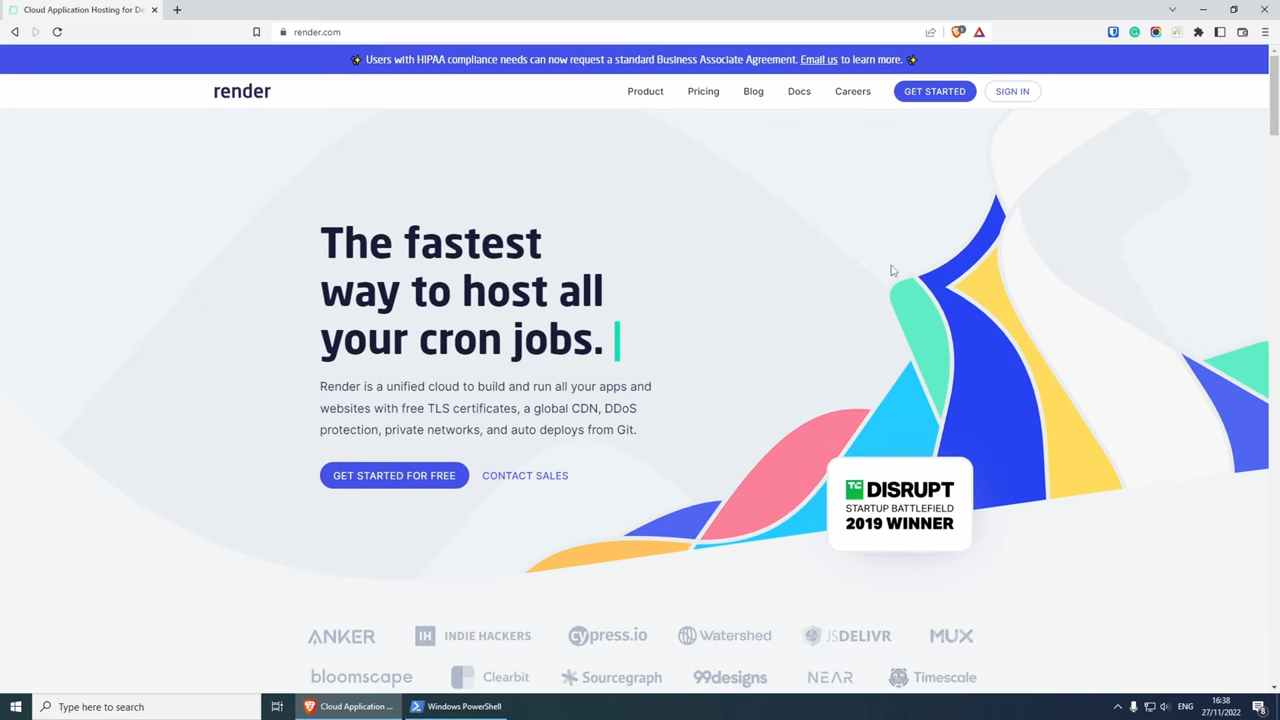 Cloud Application Hosting for De
render.com
✨ Users with HIPAA compliance needs can now request a standard Business Associate Agreement. Email us to learn more. ✨
render
Product
Pricing
Blog
Docs
Careers
GET STARTED
SIGN IN
The fastest
way to host all
your cron jobs.
Render is a unified cloud to build and run all your apps and
websites with free TLS certificates, a global CDN, DDoS
protection, private networks, and auto deploys from Git.
GET STARTED FOR FREE
CONTACT SALES
TC DISRUPT
STARTUP BATTLEFIELD
2019 WINNER
ANKER
IH INDIE HACKERS
cypress.io
Watershed
JSDELIVR
MUX
bloomscape
Clearbit
Sourcegraph
99designs
NEAR
Timescale
Type here to search
Cloud Application ...
Windows PowerShell
ENG
16:38
27/11/2022